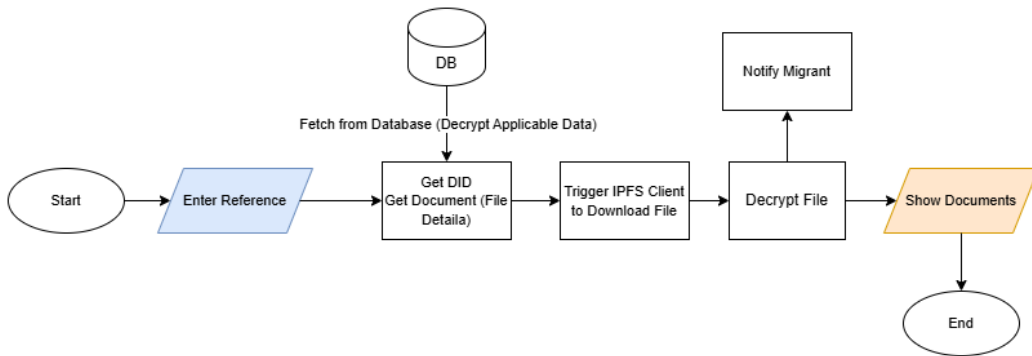 DB
Notify Migrant
Fetch from Database (Decrypt Applicable Data)
Start
Enter Reference
Get DID
Get Document (File
Detaila)
Trigger IPFS Client
to Download File
Decrypt File
Show Documents
End